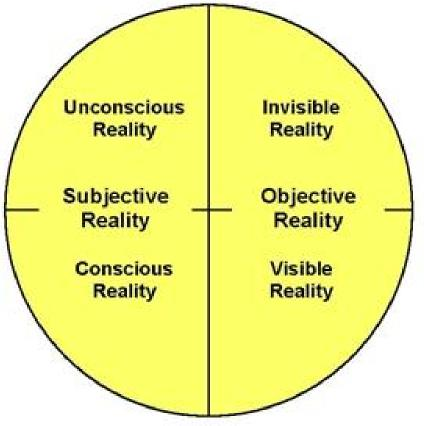 Unconscious
Reality
Invisible
Reality
Subjective
Reality
Objective
Reality
Conscious
Reality
Visible
Reality